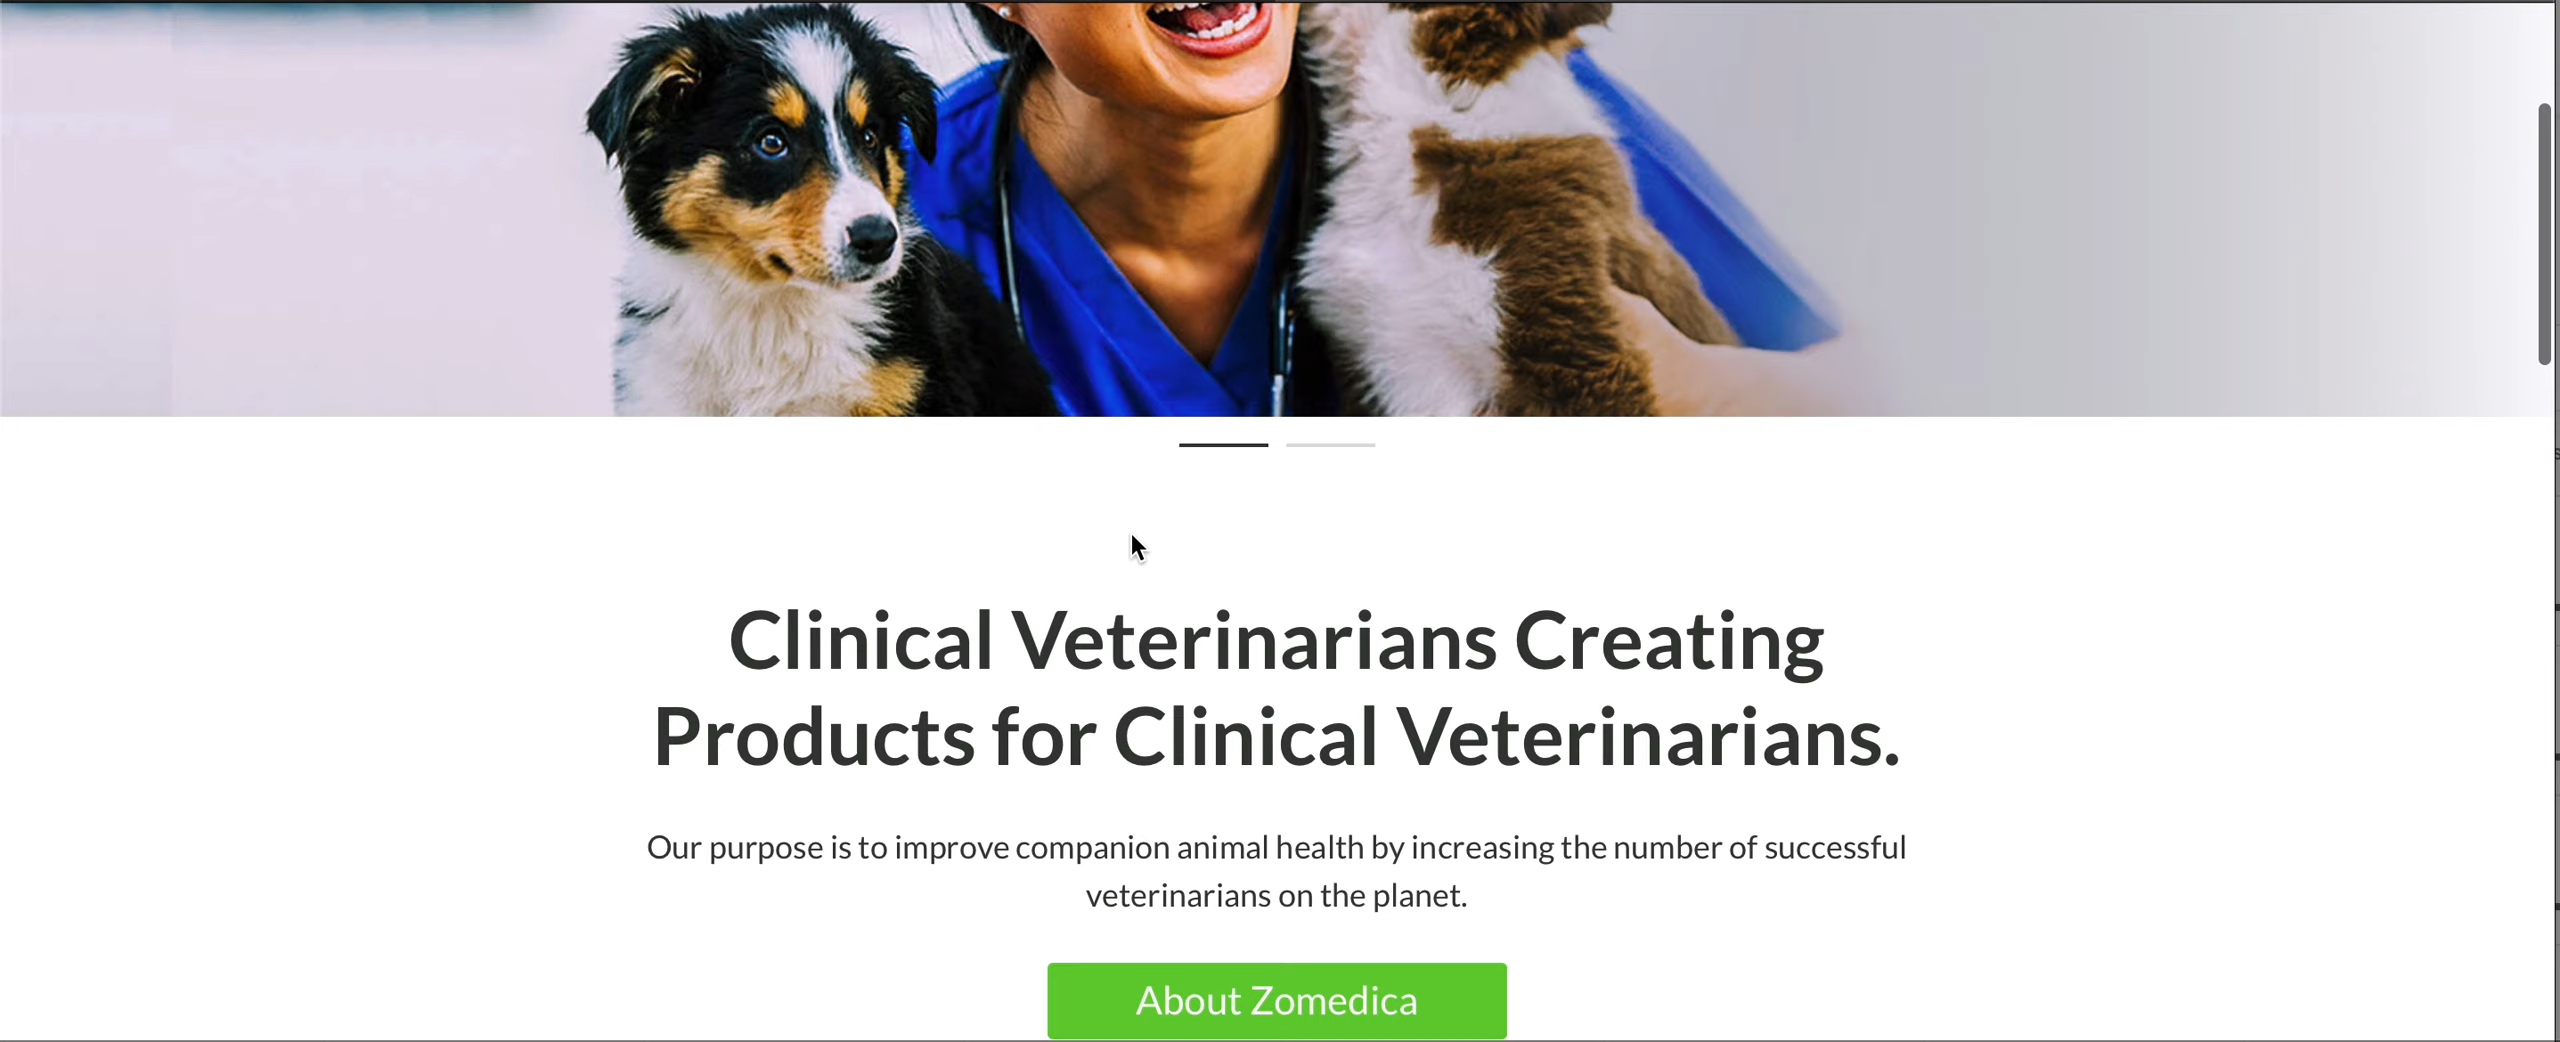 Clinical Veterinarians Creating
Products for Clinical Veterinarians.
Our purpose is to improve companion animal health by increasing the number of successful
veterinarians on the planet.
About Zomedica